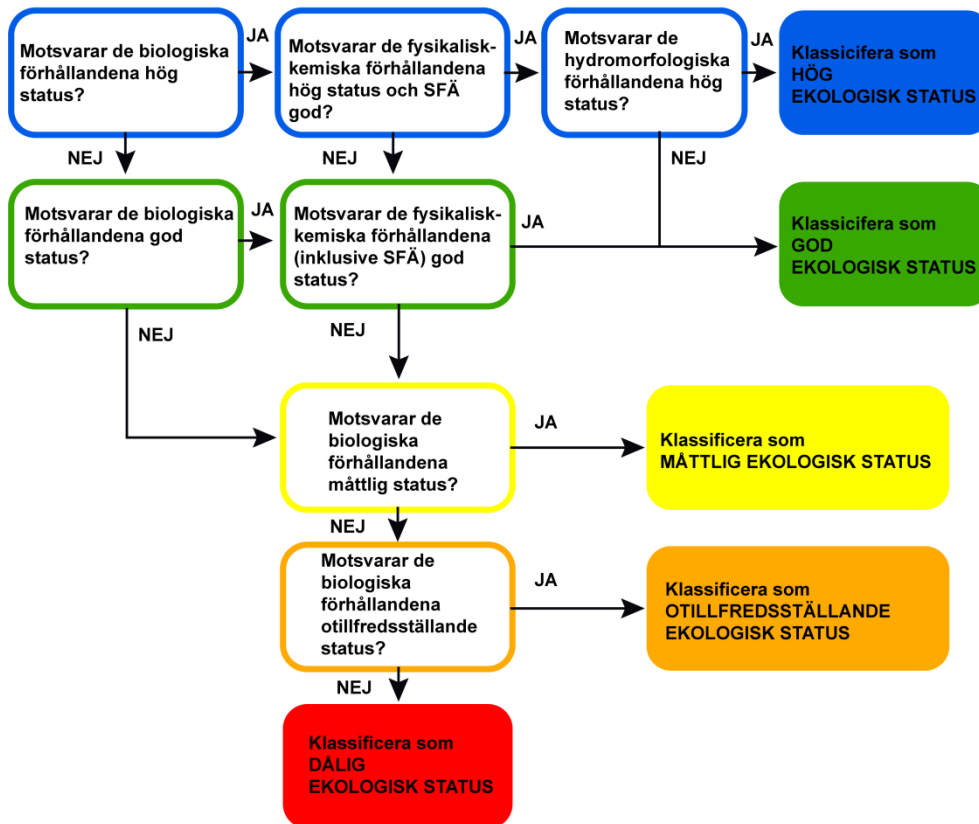 Motsvarar de biologiska
förhållandena hög
status?
JA
Motsvarar de fysikalisk-
kemiska förhållandena
hög status och SFÄ
god?
JA
Motsvarar de
hydromorfologiska
förhållandena hög
status?
JA
Klassicifera som
HÖG
EKOLOGISK STATUS
NEJ
NEJ
NEJ
Motsvarar de biologiska
förhållandena god
status?
JA
Motsvarar de fysikalisk-
kemiska förhållandena
(inklusive SFÄ) god
status?
JA
Klassicifera som
GOD
EKOLOGISK STATUS
NEJ
NEJ
Motsvarar de
biologiska
förhållandena
måttlig status?
JA
Klassificera som
MÅTTLIG EKOLOGISK STATUS
NEJ
Motsvarar de
biologiska
förhållandena
otillfredsställande
status?
JA
Klassificera som
OTILLFREDSSTÄLLANDE
EKOLOGISK STATUS
NEJ
Klassificera som
DÅLIG
EKOLOGISK STATUS